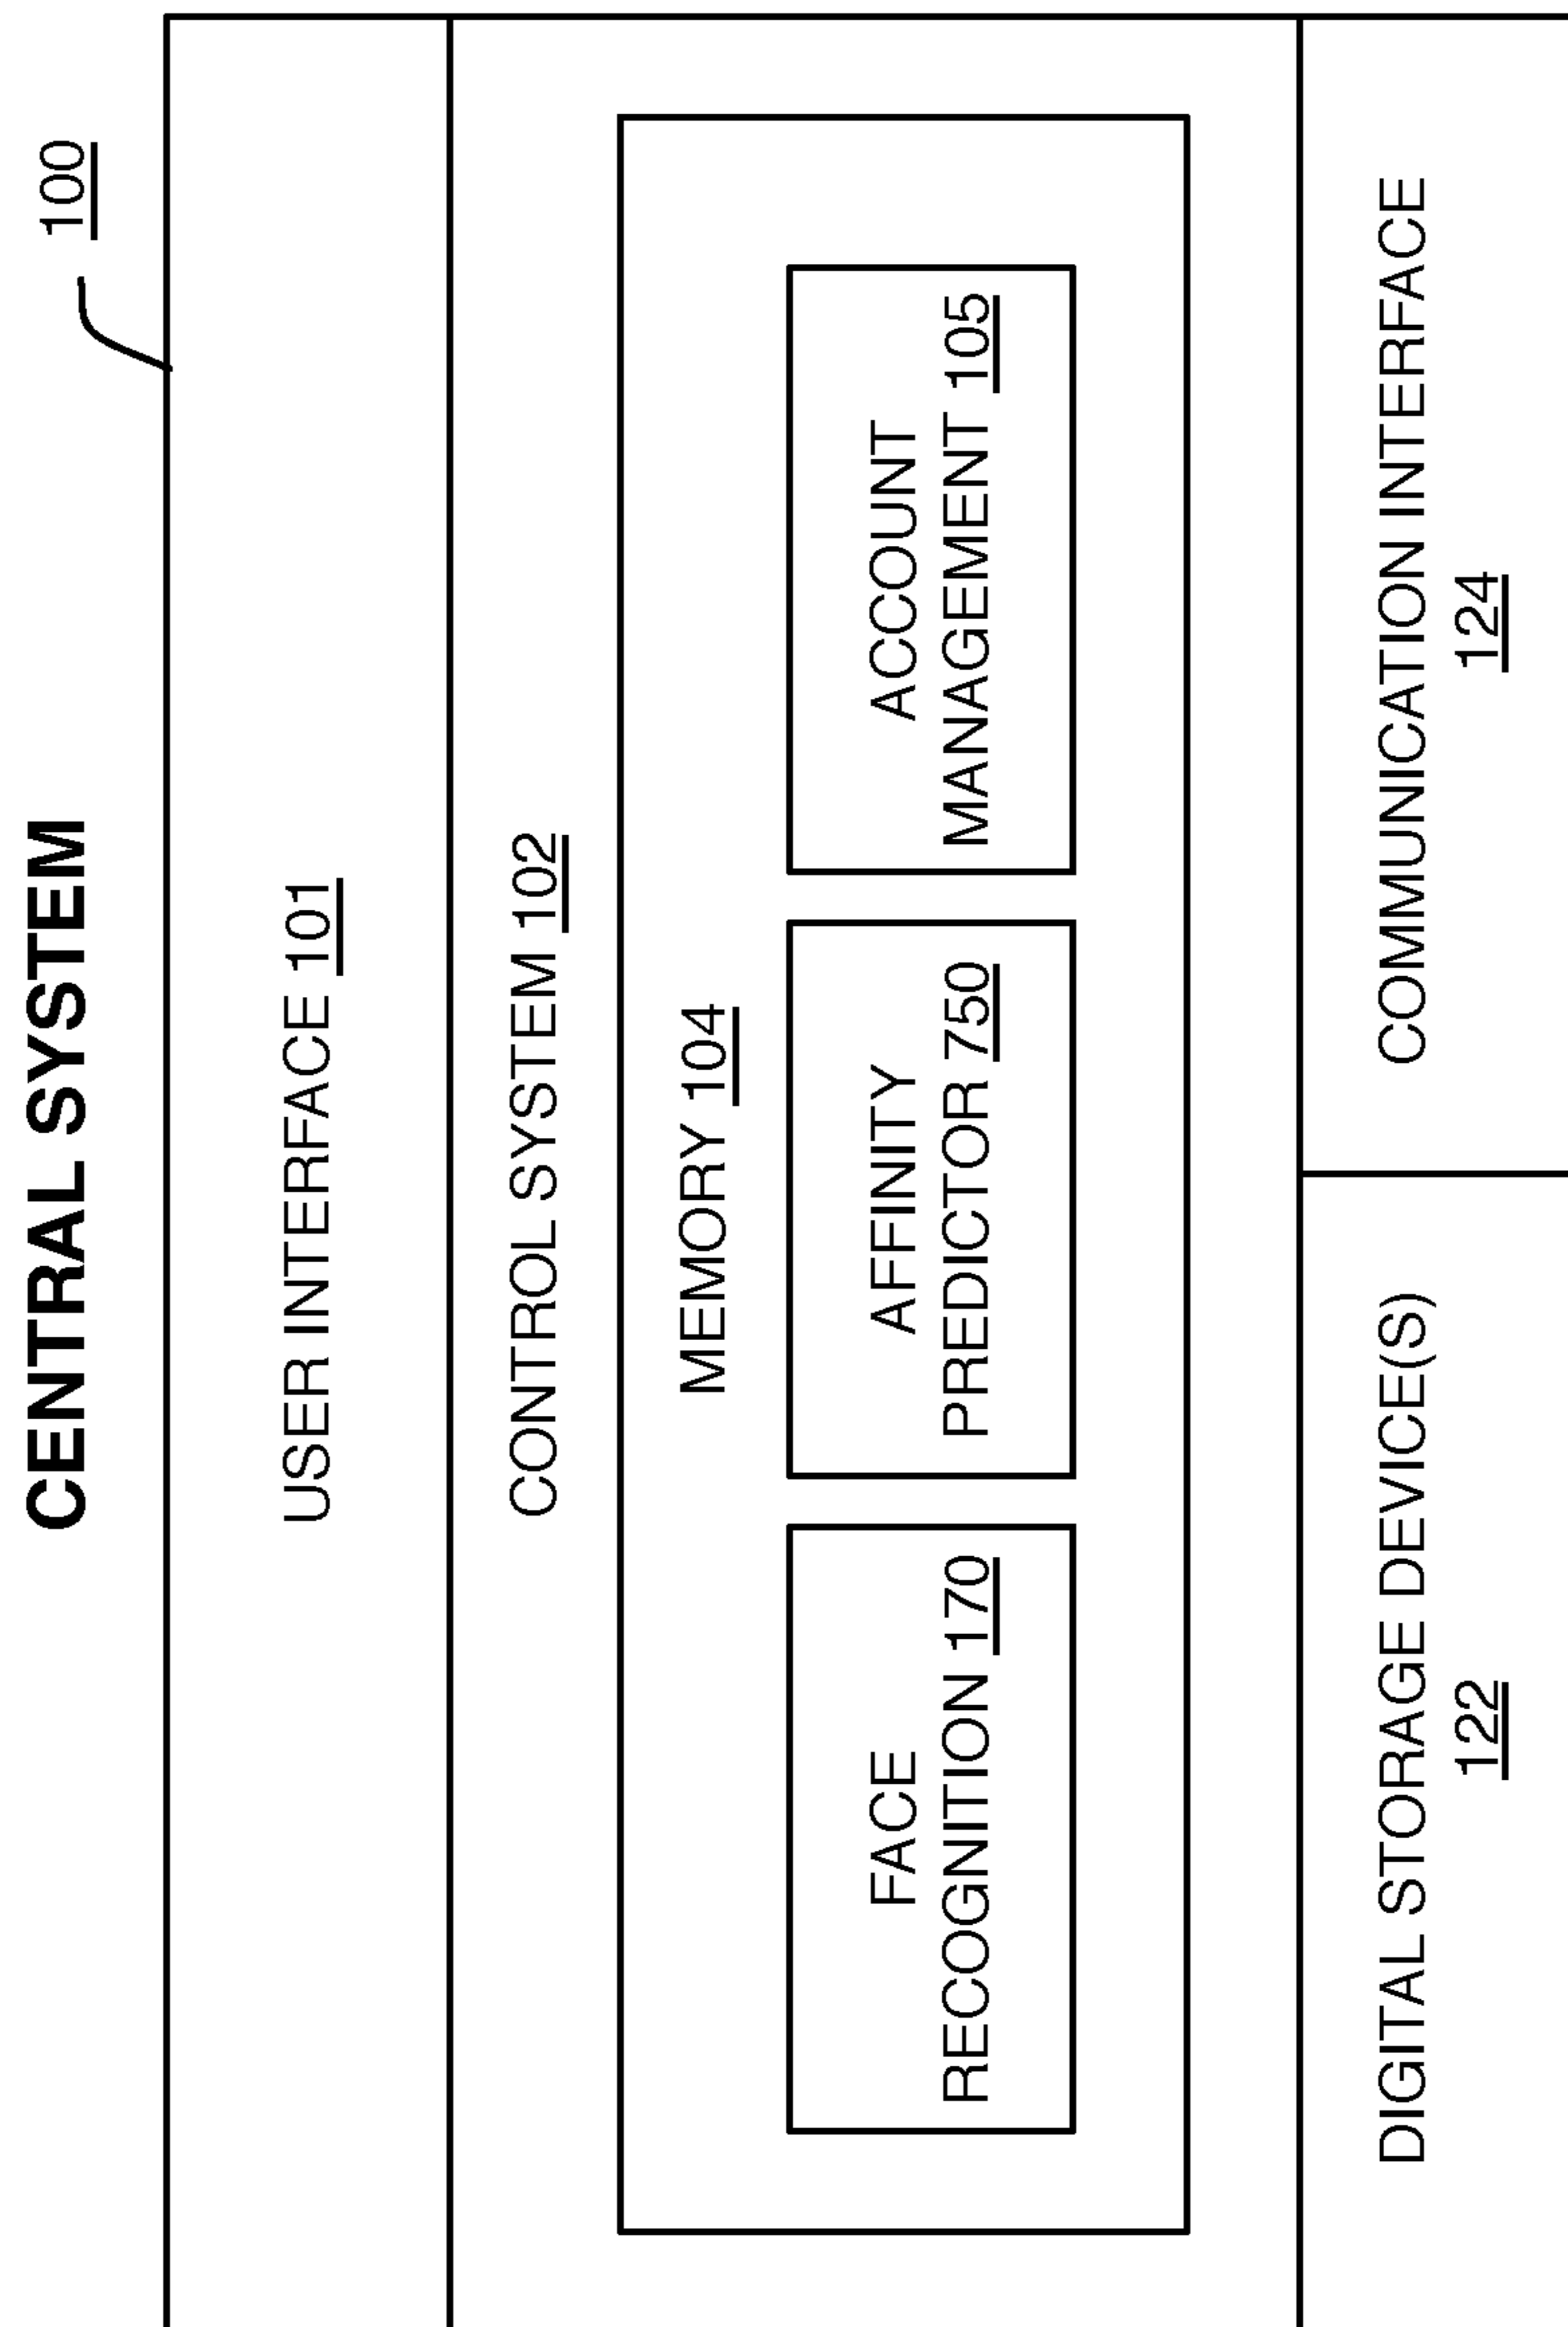 CENTRAL SYSTEM
100
USER INTERFACE 101
CONTROL SYSTEM 102
MEMORY 104
FACE
RECOGNITION 170
AFFINITY
PREDICTOR 750
ACCOUNT
MANAGEMENT 105
DIGITAL STORAGE DEVICE(S)
122
COMMUNICATION INTERFACE
124